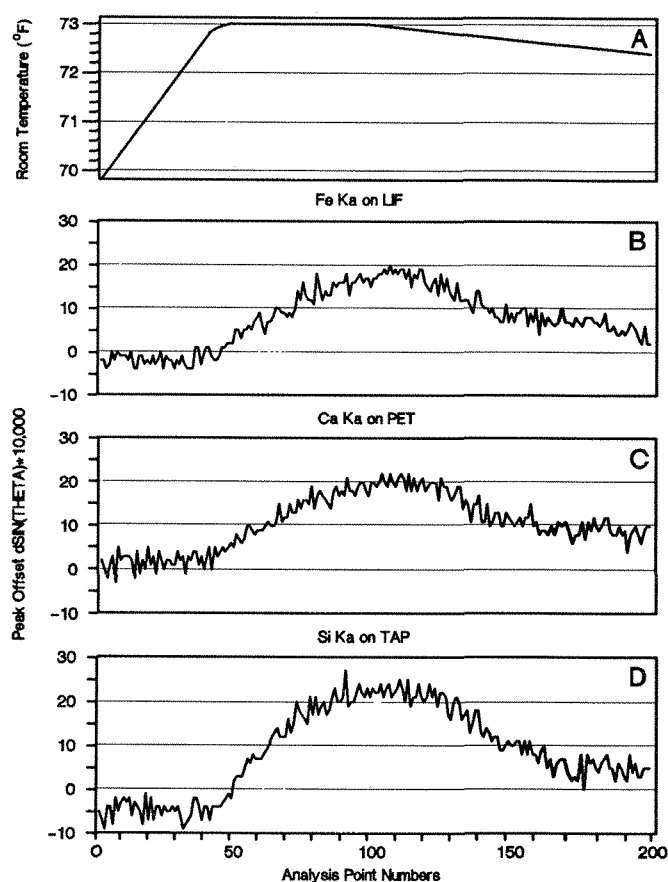 73
72
71
70
Room Temperature (°F)
A
Fe Ka on LIF
30
20
10
0
-10
B
Ca Ka on PET
30
20
10
0
-10
C
Peak Offset dSIN(THETA)*10,000
Si Ka on TAP
30
20
10
0
-10
D
0 50 100 150 200
Analysis Point Numbers